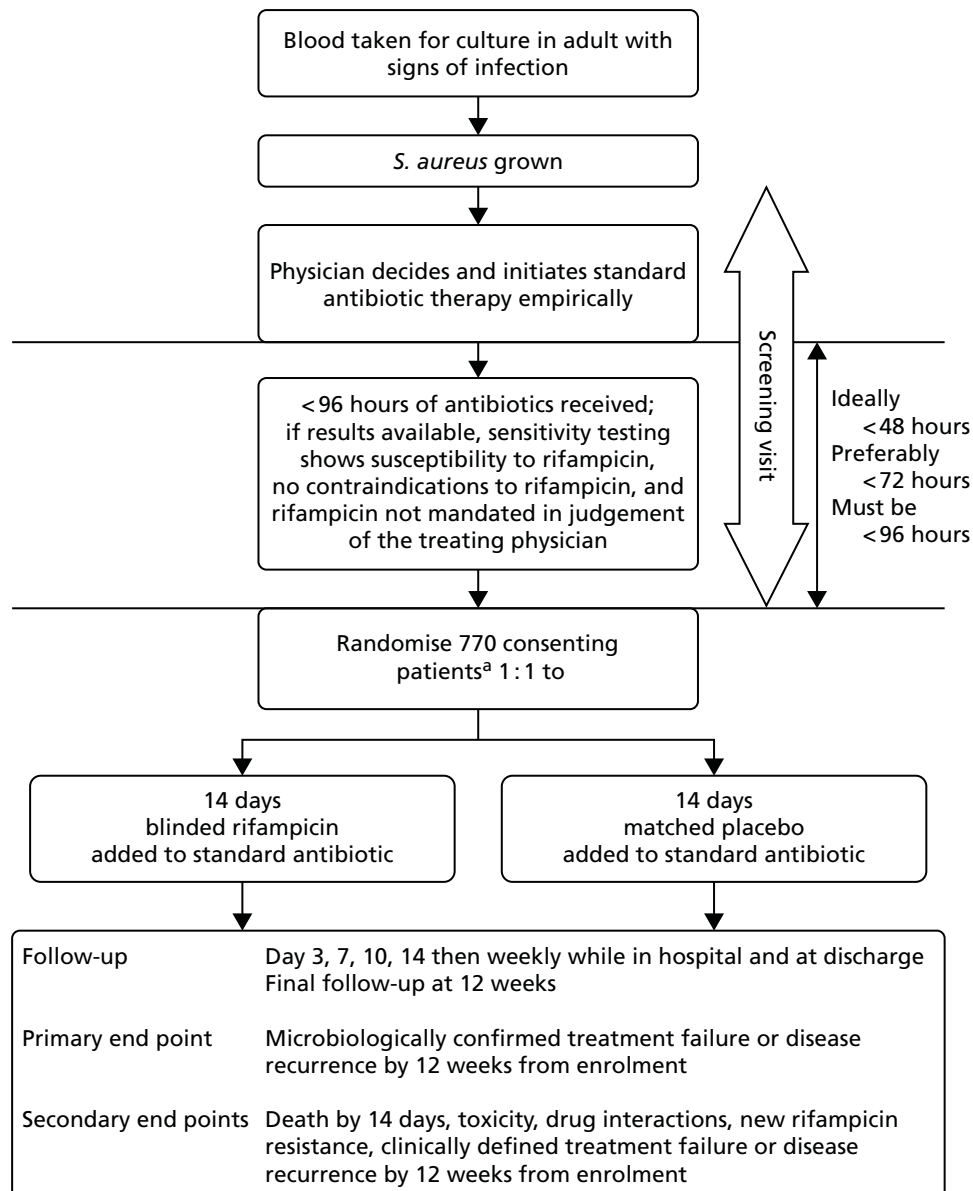 Blood taken for culture in adult with
signs of infection
S. aureus grown
Physician decides and initiates standard
antibiotic therapy empirically
< 96 hours of antibiotics received;
if results available, sensitivity testing
shows susceptibility to rifampicin,
no contraindications to rifampicin, and
rifampicin not mandated in judgement
of the treating physician
Screening visit
Ideally
<48 hours
Preferably
<72 hours
Must be
<96 hours
Randomise 770 consenting
patientsᵃ 1 : 1 to
14 days
blinded rifampicin
added to standard antibiotic
14 days
matched placebo
added to standard antibiotic
Follow-up Day 3, 7, 10, 14 then weekly while in hospital and at discharge
Final follow-up at 12 weeks
Primary end point Microbiologically confirmed treatment failure or disease
recurrence by 12 weeks from enrolment
Secondary end points Death by 14 days, toxicity, drug interactions, new rifampicin
resistance, clinically defined treatment failure or disease
recurrence by 12 weeks from enrolment